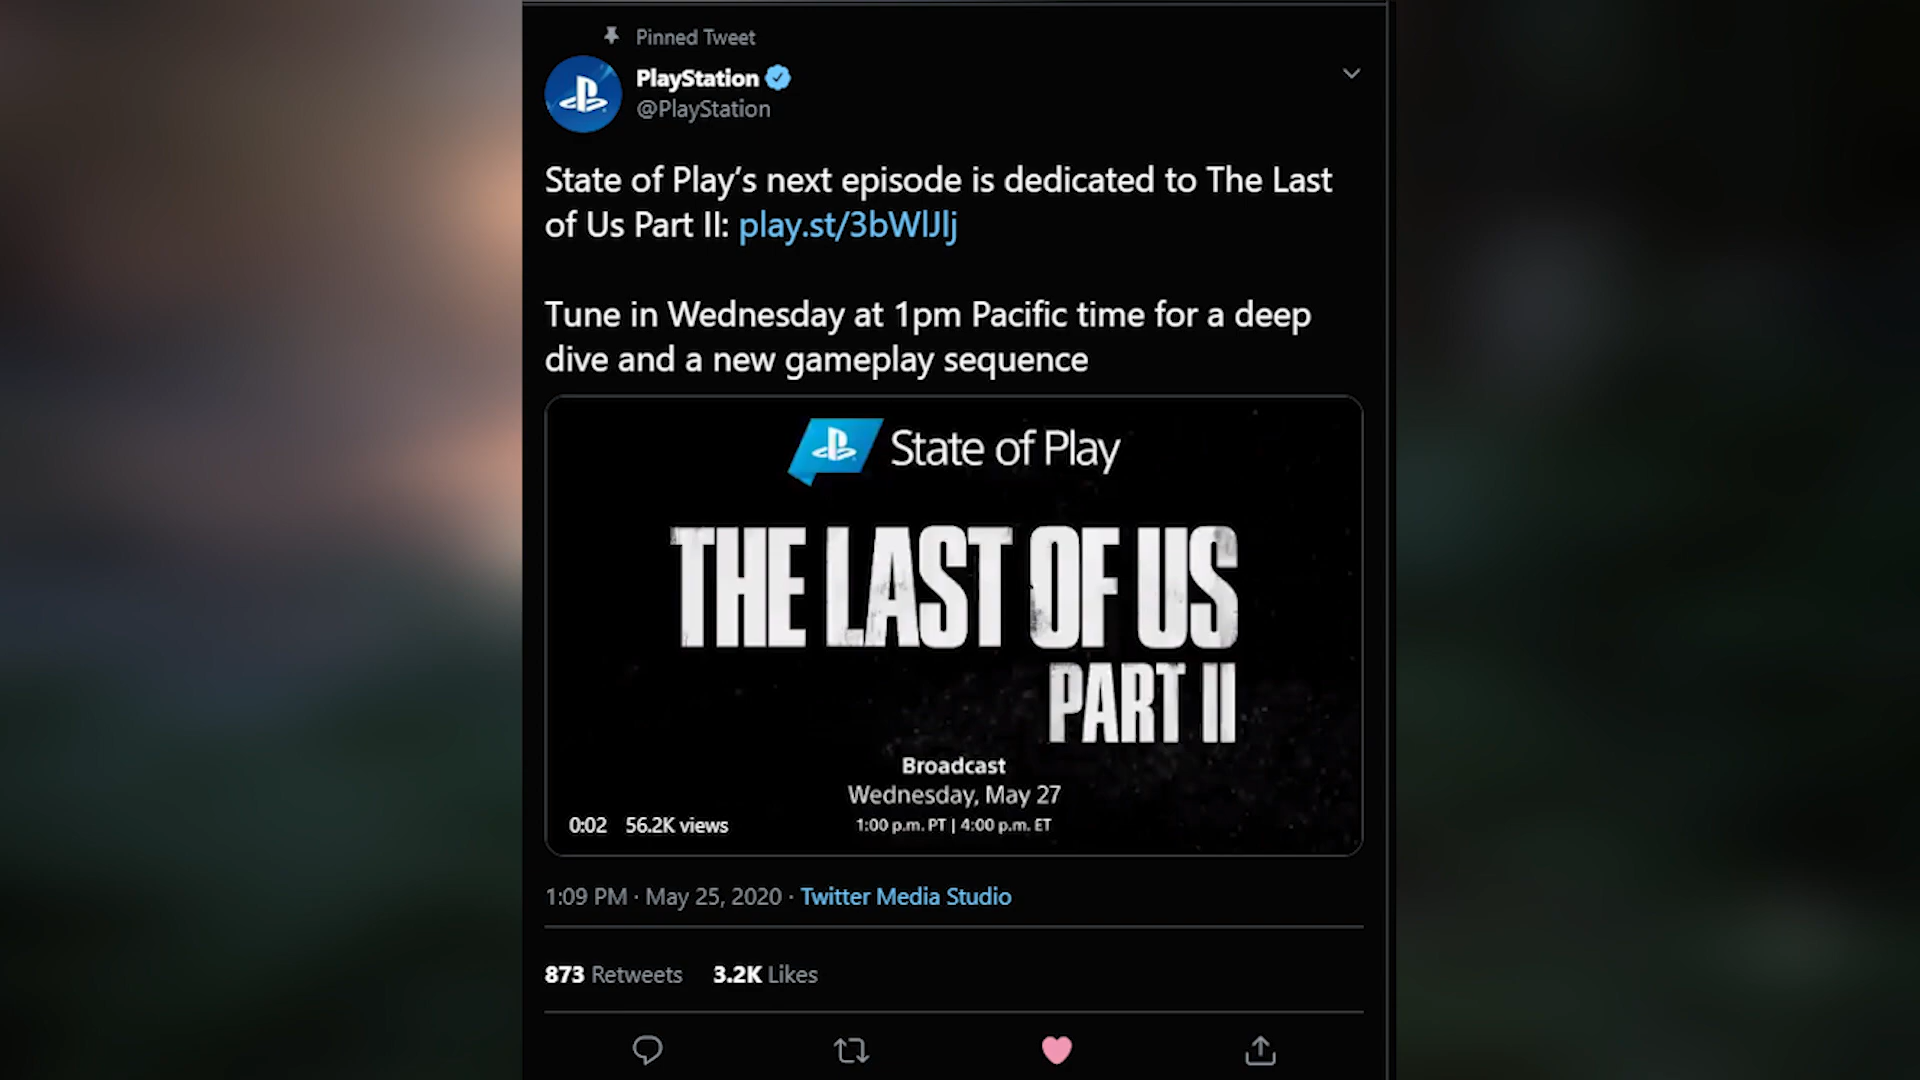 Pinned Tweet
PlayStation
@PlayStation
State of Play's next episode is dedicated to The Last
of Us Part II: play.st/3bWlJlj
Tune in Wednesday at 1pm Pacific time for a deep
dive and a new gameplay sequence
State of Play
THE LAST OF US
PART II
Broadcast
Wednesday, May 27
1:00 p.m. PT | 4:00 p.m. ET
0:02 56.2K views
1:09 PM · May 25, 2020 · Twitter Media Studio
873 Retweets 3.2K Likes